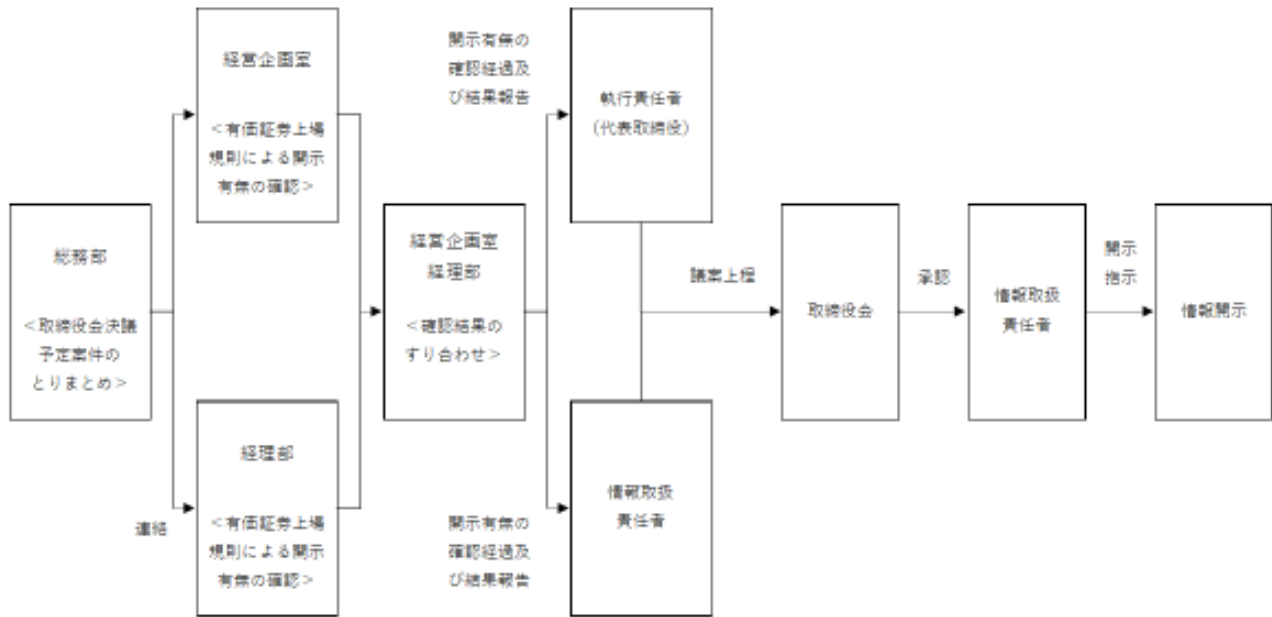 総務部
<取締役会決議
予定案件の
とりまとめ>
連絡
経営企画室
<有価証券上場
規則による開示
有無の確認>
経理部
<有価証券上場
規則による開示
有無の確認>
経営企画室
経理部
<確認結果の
すり合わせ>
開示有無の
確認経過及
び結果報告
執行責任者
(代表取締役)
開示有無の
確認経過及
び結果報告
情報取扱
責任者
議案上程
取締役会
承認
情報取扱
責任者
開示
指示
情報開示